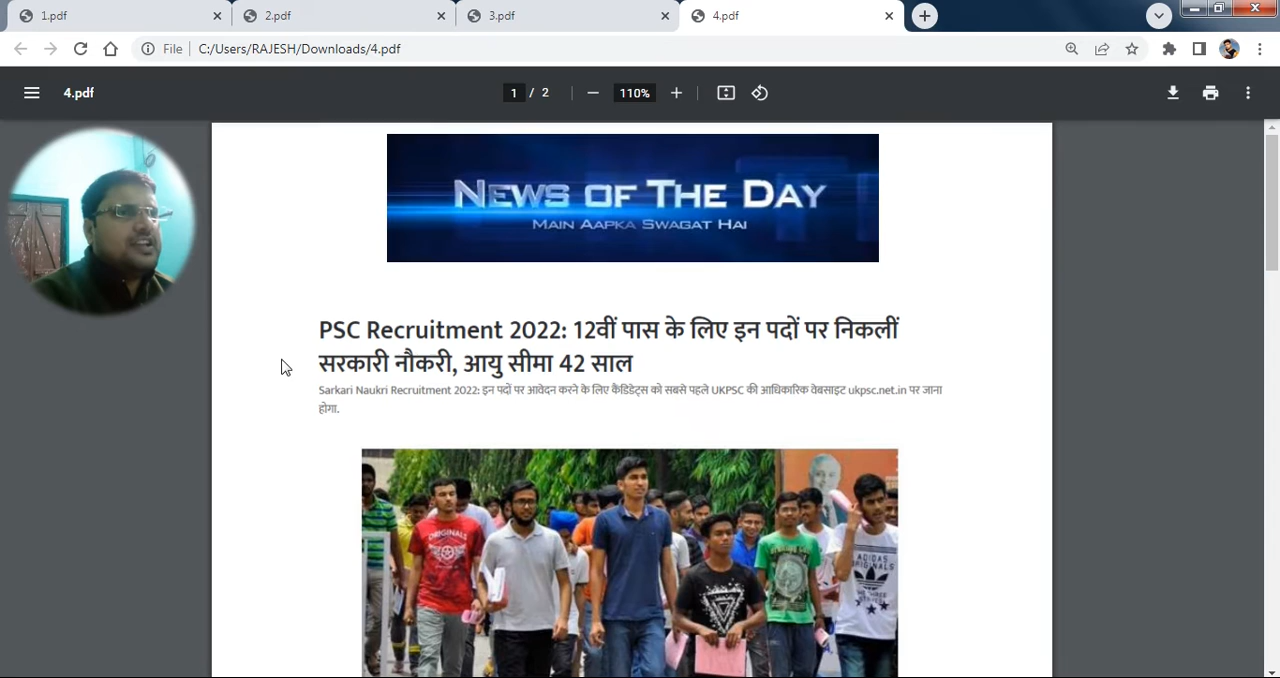 1.pdf
2.pdf
3.pdf
4.pdf
File C:/Users/RAJESH/Downloads/4.pdf
4.pdf
1 / 2
110%
NEWS OF THE DAY
MAIN AAPKA SWAGAT HAI
PSC Recruitment 2022: 12वीं पास के लिए इन पदों पर निकलीं
सरकारी नौकरी, आयु सीमा 42 साल
Sarkari Naukri Recruitment 2022: इन पदों पर आवेदन करने के लिए कैंडिडेट्स को सबसे पहले UKPSC की आधिकारिक वेबसाइट ukpsc.net.in पर जाना
होगा.
ORIGINALS
ADIDAS
ORIGINALS